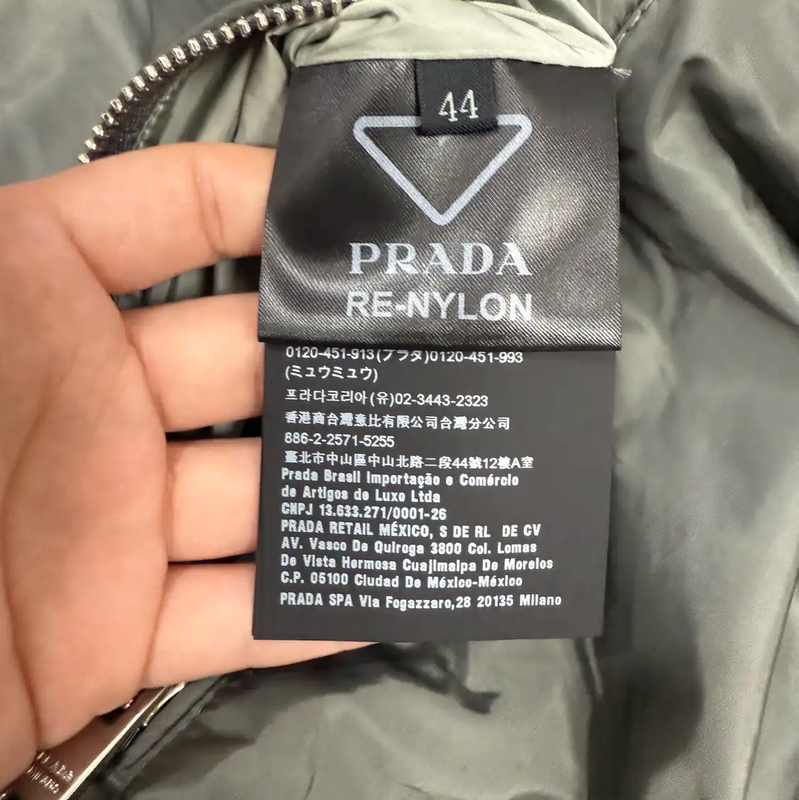 44
PRADA
RE-NYLON
0120-451-913(プラダ)0120-451-993
(ミュウミュウ)
프라다코리아(유)02-3443-2323
香港商台灣意比有限公司台灣分公司
886-2-2571-5255
臺北市中山區中山北路二段44號12樓A室
Prada Brasil Importação e Comércio
de Artigos de Luxo Ltda
CNPJ 13.633.271/0001-26
PRADA RETAIL MÉXICO, S DE RL DE CV
AV. Vasco De Quiroga 3800 Col. Lomas
De Vista Hermosa Cuajimalpa De Morelos
C.P. 05100 Ciudad De México-México
PRADA SPA Via Fogazzaro,28 20135 Milano